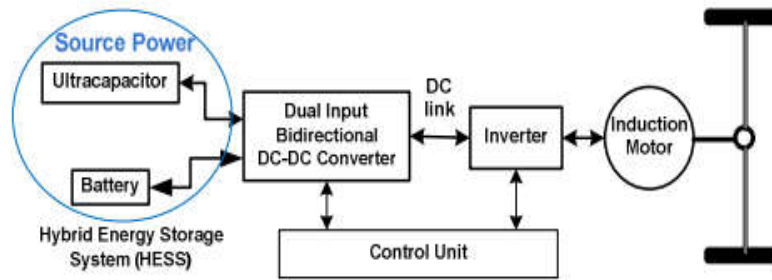 Source Power
Ultracapacitor
Battery
Hybrid Energy Storage
System (HESS)
Dual Input
Bidirectional
DC-DC Converter
DC
link
Inverter
Induction
Motor
Control Unit